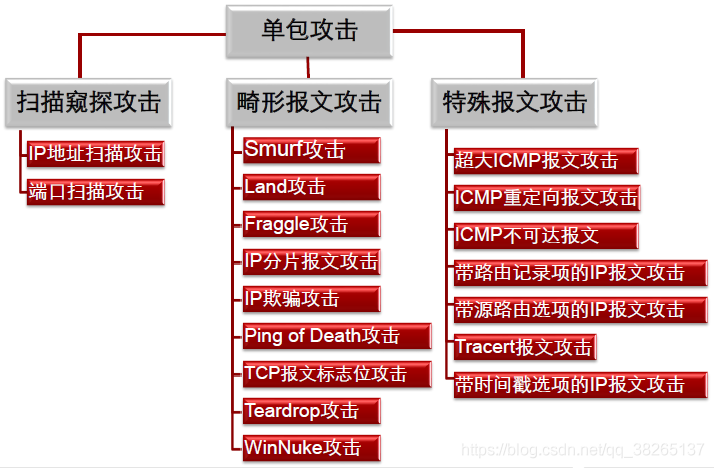 单包攻击
扫描窥探攻击
IP地址扫描攻击
端口扫描攻击
畸形报文攻击
Smurf攻击
Land攻击
Fraggle攻击
IP分片报文攻击
IP欺骗攻击
Ping of Death攻击
TCP报文标志位攻击
Teardrop攻击
WinNuke攻击
特殊报文攻击
超大ICMP报文攻击
ICMP重定向报文攻击
ICMP不可达报文
带路由记录项的IP报文攻击
带源路由选项的IP报文攻击
Tracert报文攻击
带时间戳选项的IP报文攻击
https://blog.csdn.net/qq_38265137